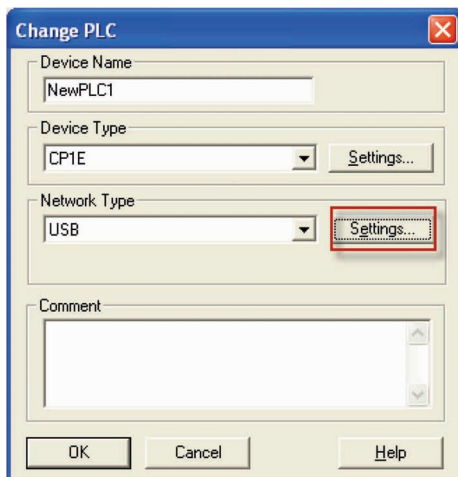 Change PLC
Device Name
NewPLC1
Device Type
CP1E
Settings...
Network Type
USB
Settings...
Comment
OK Cancel Help